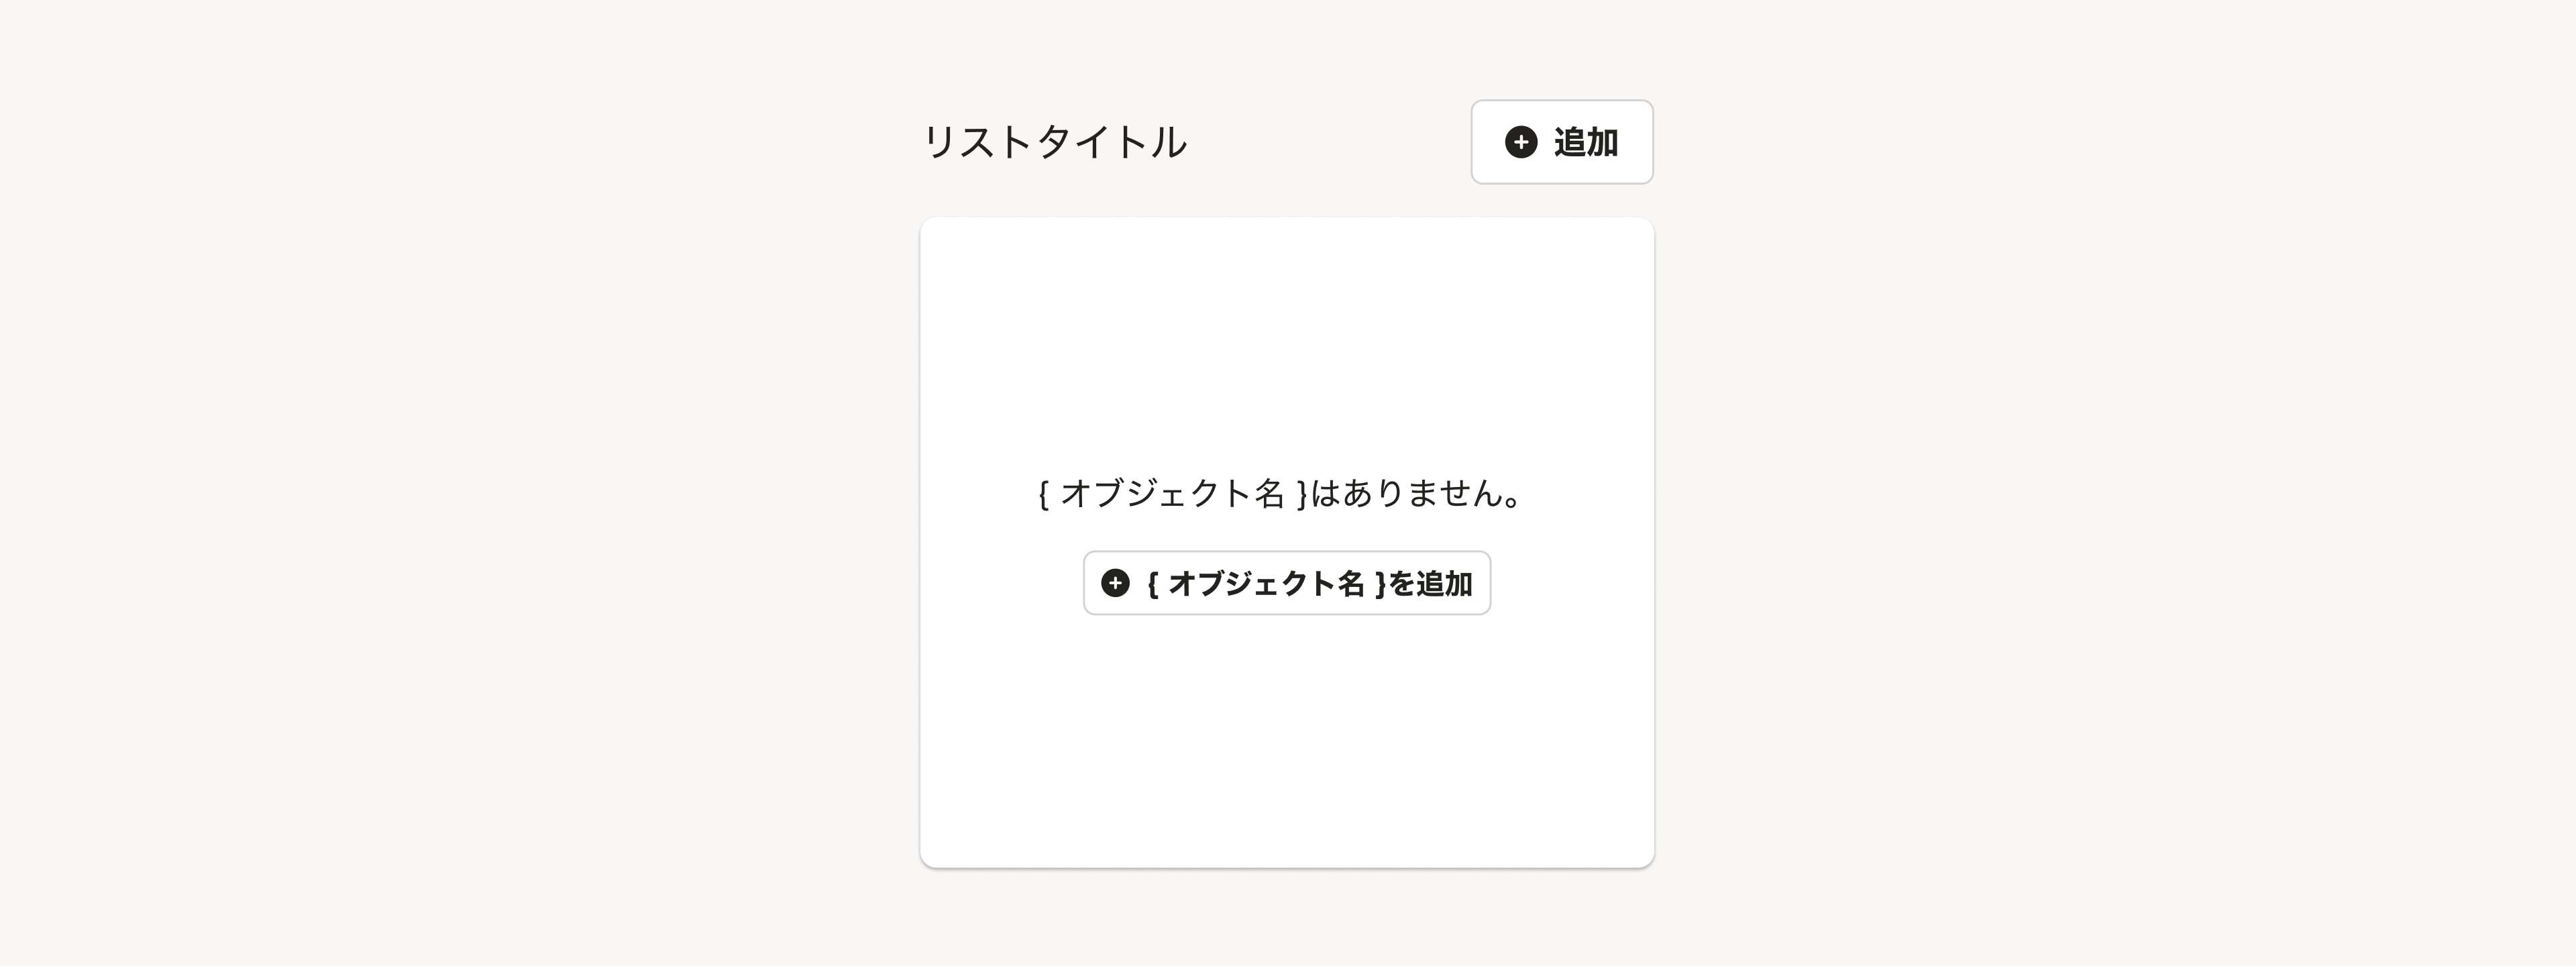 リストタイトル
追加
{ オブジェクト名 }はありません。
{ オブジェクト名 }を追加